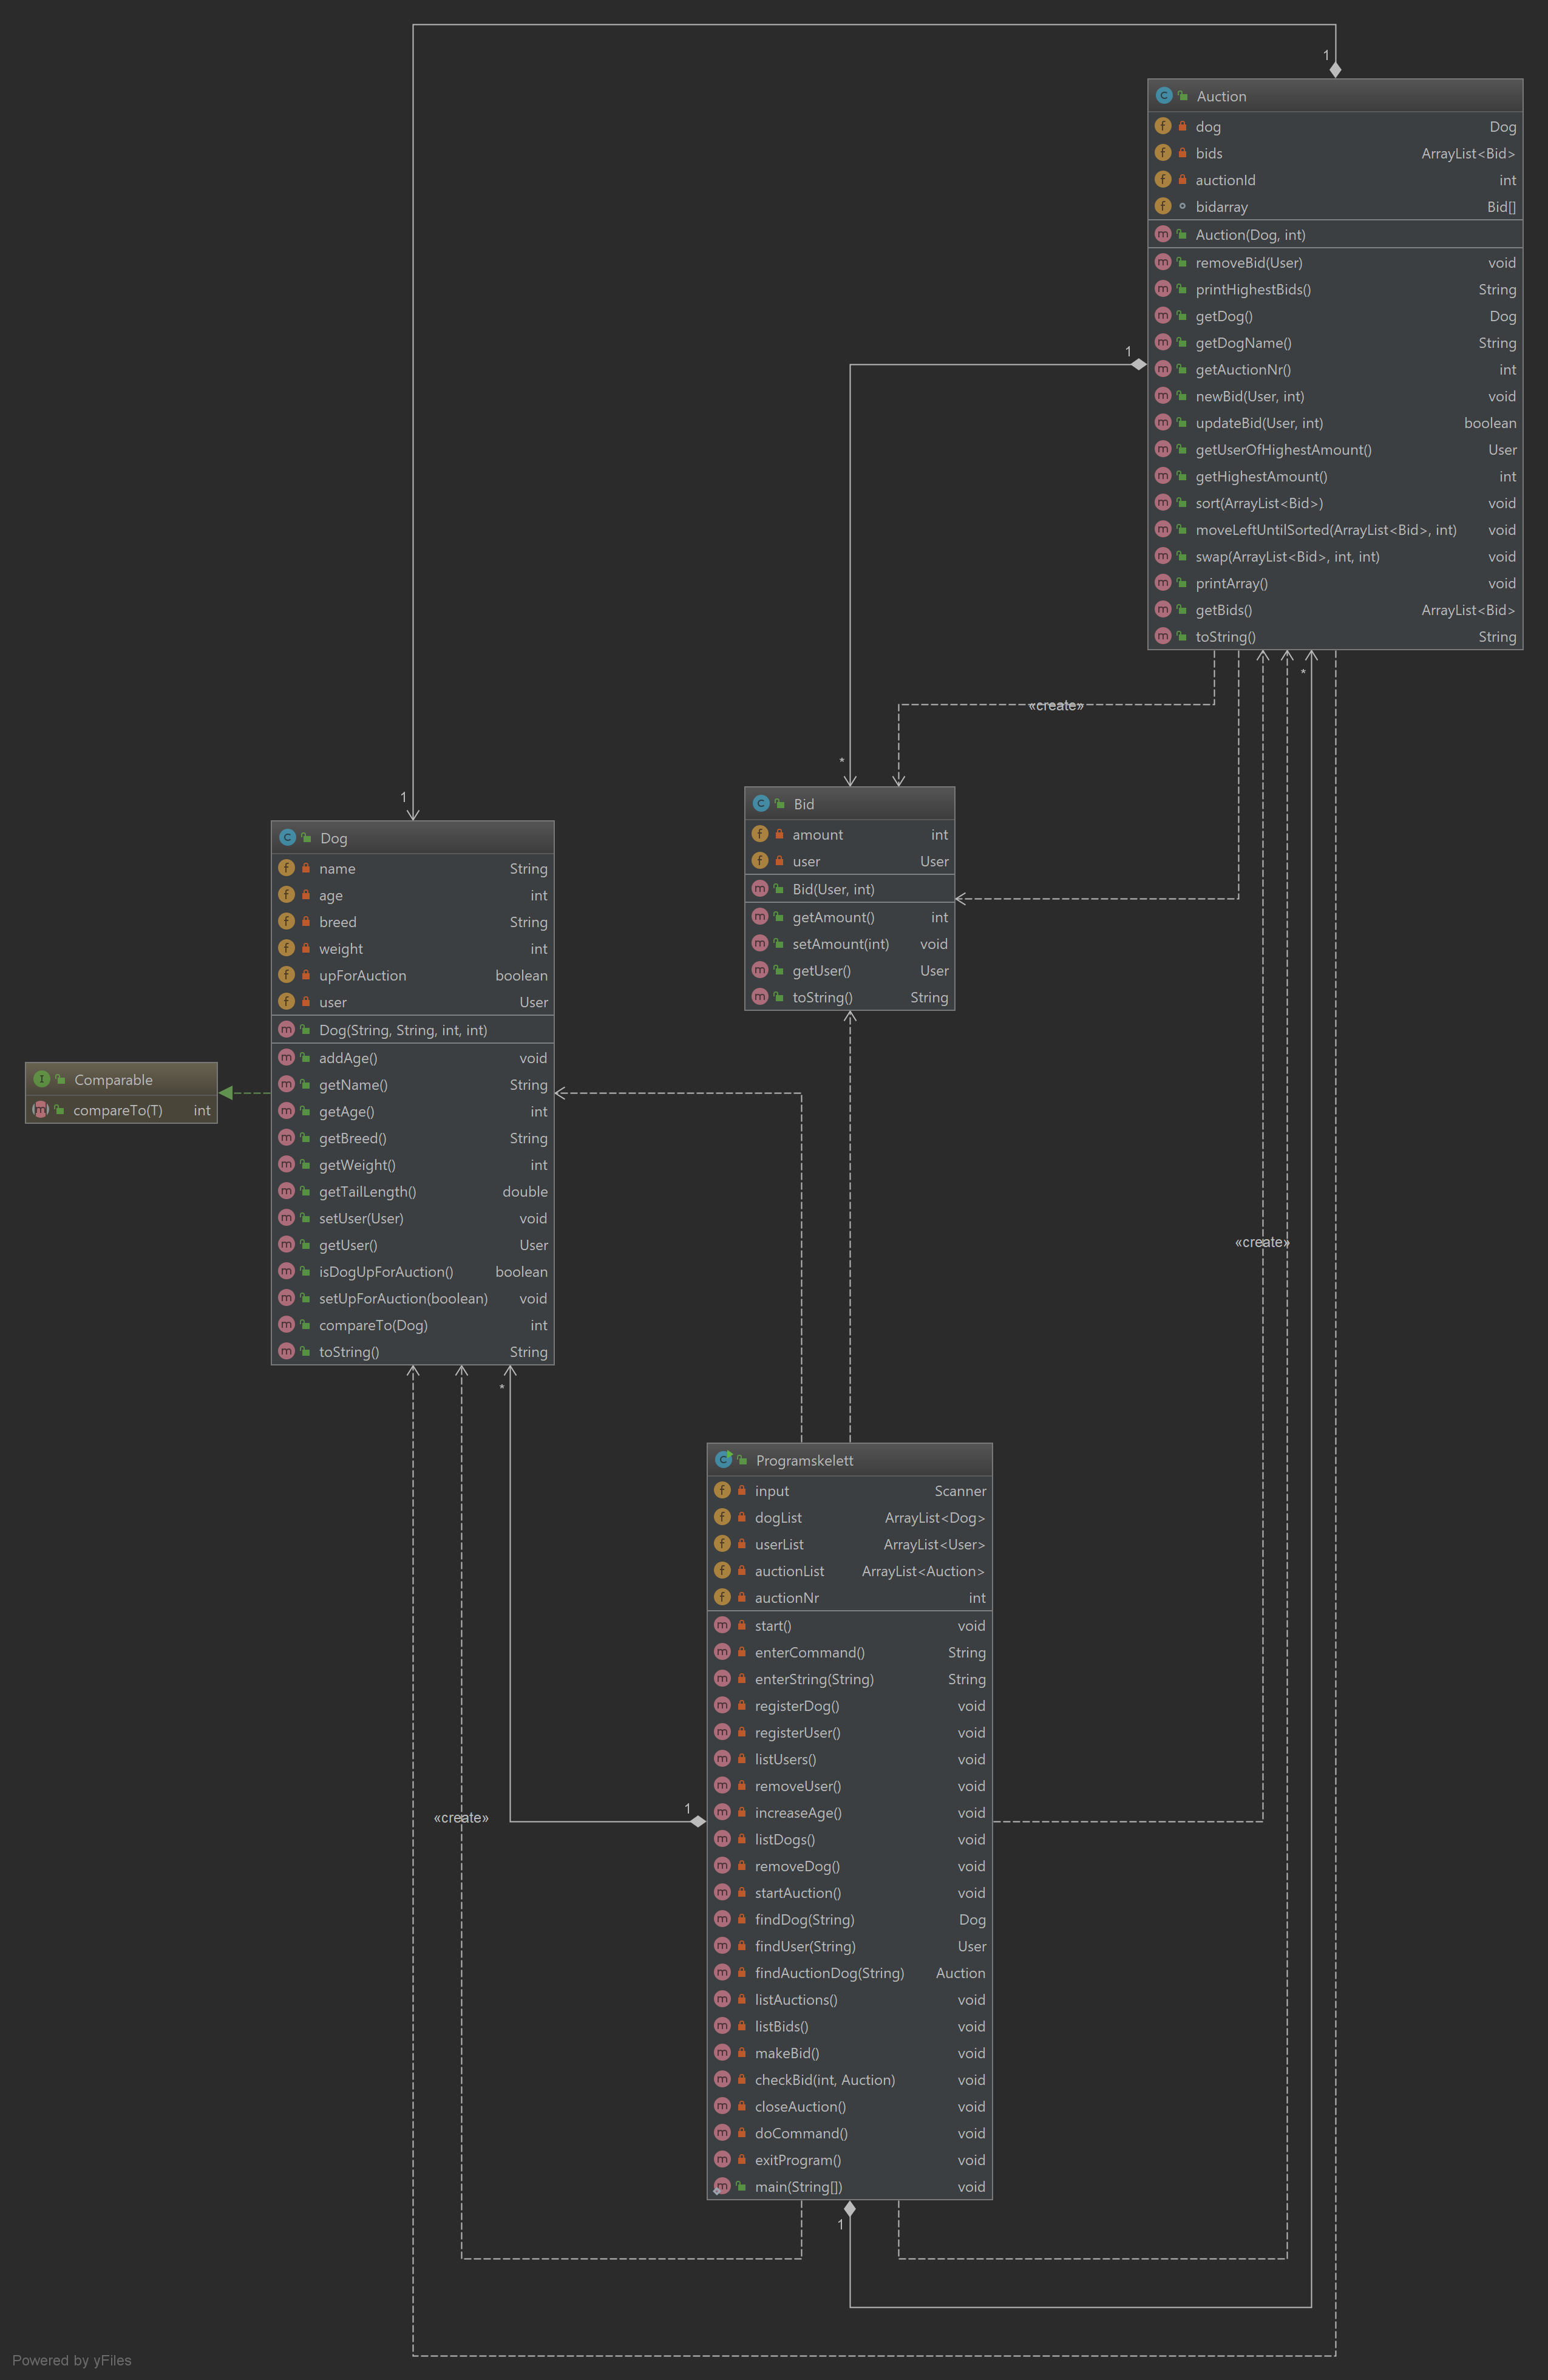 1
Auction
dog Dog
bids ArrayList<Bid>
auctionId int
bidarray Bid[]
Auction(Dog, int)
removeBid(User) void
printHighestBids() String
getDog() Dog
getDogName() String
getAuctionNr() int
newBid(User, int) void
updateBid(User, int) boolean
getUserOfHighestAmount() User
getHighestAmount() int
sort(ArrayList<Bid>) void
moveLeftUntilSorted(ArrayList<Bid>, int) void
swap(ArrayList<Bid>, int, int) void
printArray() void
getBids() ArrayList<Bid>
toString() String
1
*
«create»
*
1
Bid
amount int
user User
Bid(User, int)
getAmount() int
setAmount(int) void
getUser() User
toString() String
Dog
name String
age int
breed String
weight int
upForAuction boolean
user User
Dog(String, String, int, int)
addAge() void
getName() String
getAge() int
getBreed() String
getWeight() int
getTailLength() double
setUser(User) void
getUser() User
isDogUpForAuction() boolean
setUpForAuction(boolean) void
compareTo(Dog) int
toString() String
Comparable
compareTo(T) int
«create»
*
Programskelett
input Scanner
dogList ArrayList<Dog>
userList ArrayList<User>
auctionList ArrayList<Auction>
auctionNr int
start() void
enterCommand() String
enterString(String) String
registerDog() void
registerUser() void
listUsers() void
removeUser() void
increaseAge() void
listDogs() void
removeDog() void
startAuction() void
findDog(String) Dog
findUser(String) User
findAuctionDog(String) Auction
listAuctions() void
listBids() void
makeBid() void
checkBid(int, Auction) void
closeAuction() void
doCommand() void
exitProgram() void
main(String[]) void
1
«create»
1
Powered by yFiles